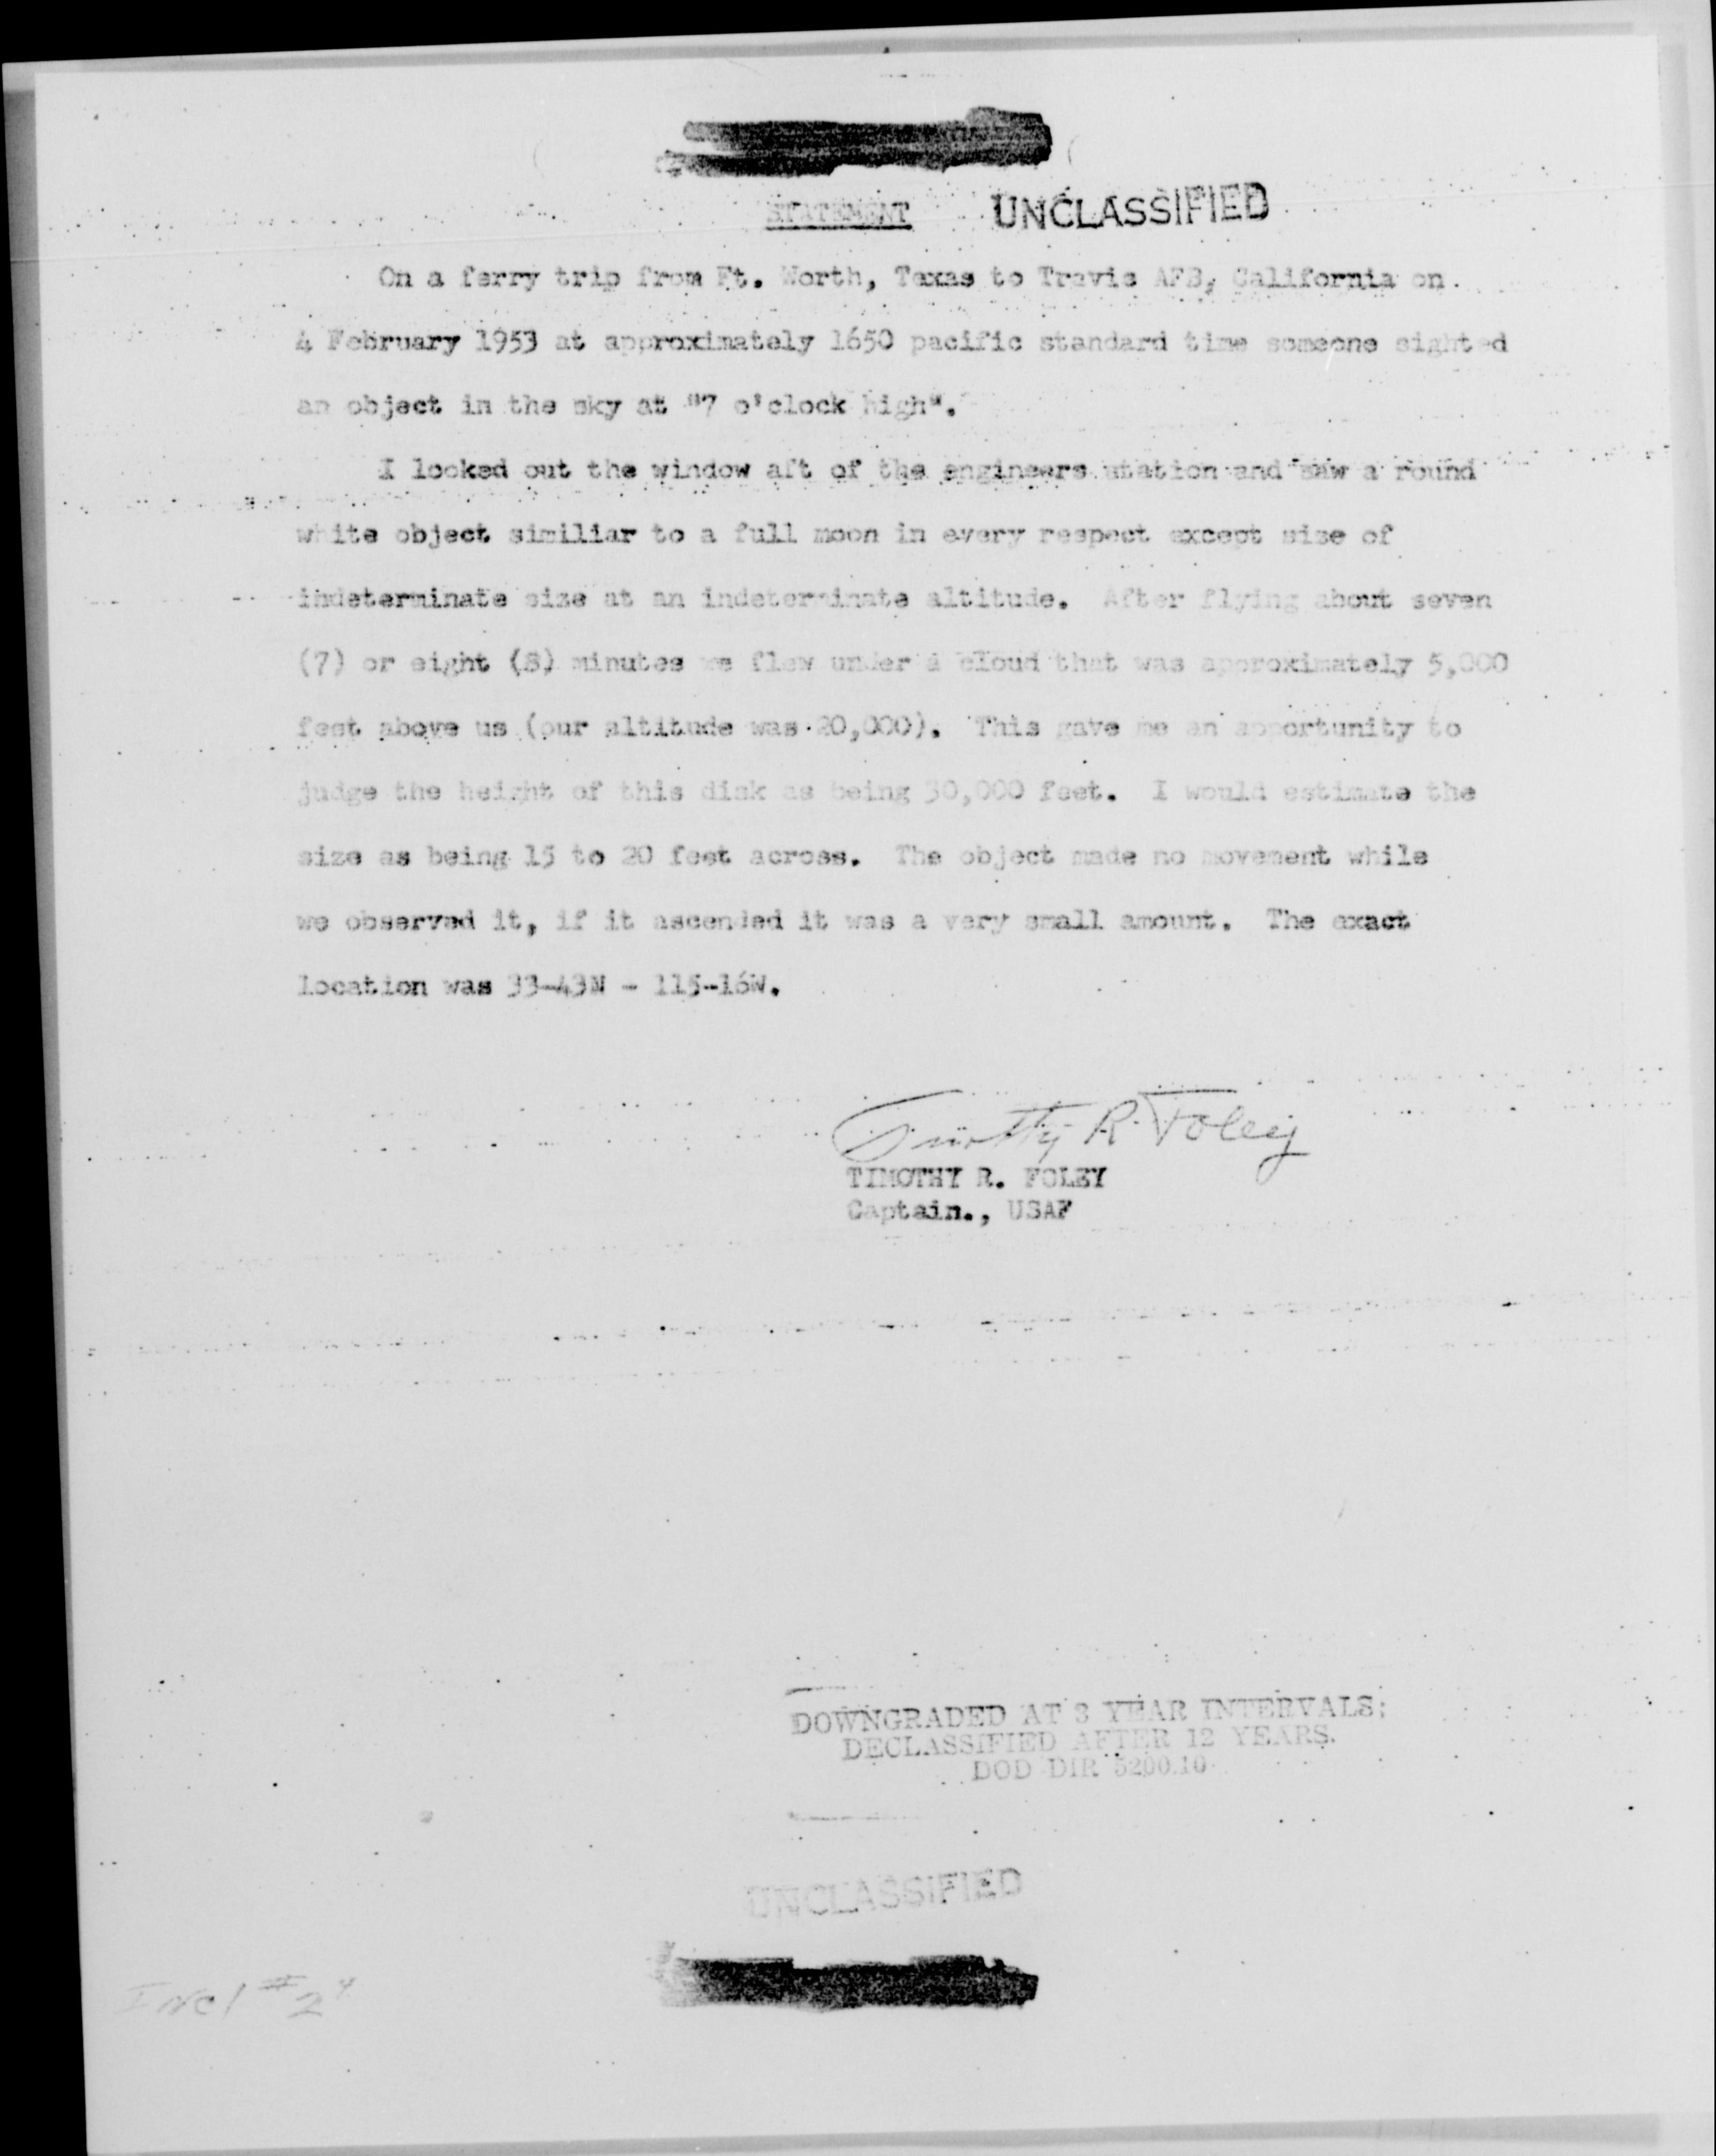 STATEMENT UNCLASSIFIED
On a ferry trip from Ft. Worth, Texas to Travis AFB, California on
4 February 1953 at approximately 1650 pacific standard time someone sighted
an object in the sky at "7 o'clock high".
I looked out the window aft of the engineers station and saw a round
white object similiar to a full moon in every respect except size of
indeterminate size at an indeterminate altitude. After flying about seven
(7) or eight (8) minutes we flew under a cloud that was approximately 5,000
feet above us (our altitude was 20,000). This gave me an apportunity to
judge the height of this disk as being 30,000 feet. I would estimate the
size as being 15 to 20 feet across. The object made no movement while
we observed it, if it ascended it was a very small amount. The exact
location was 33-43N - 115-16W.
Timothy R. Foley
TIMOTHY R. FOLEY
Captain., USAF
DOWNGRADED AT 3 YEAR INTERVALS;
DECLASSIFIED AFTER 12 YEARS.
DOD DIR 5200.10
UNCLASSIFIED
Incl #2